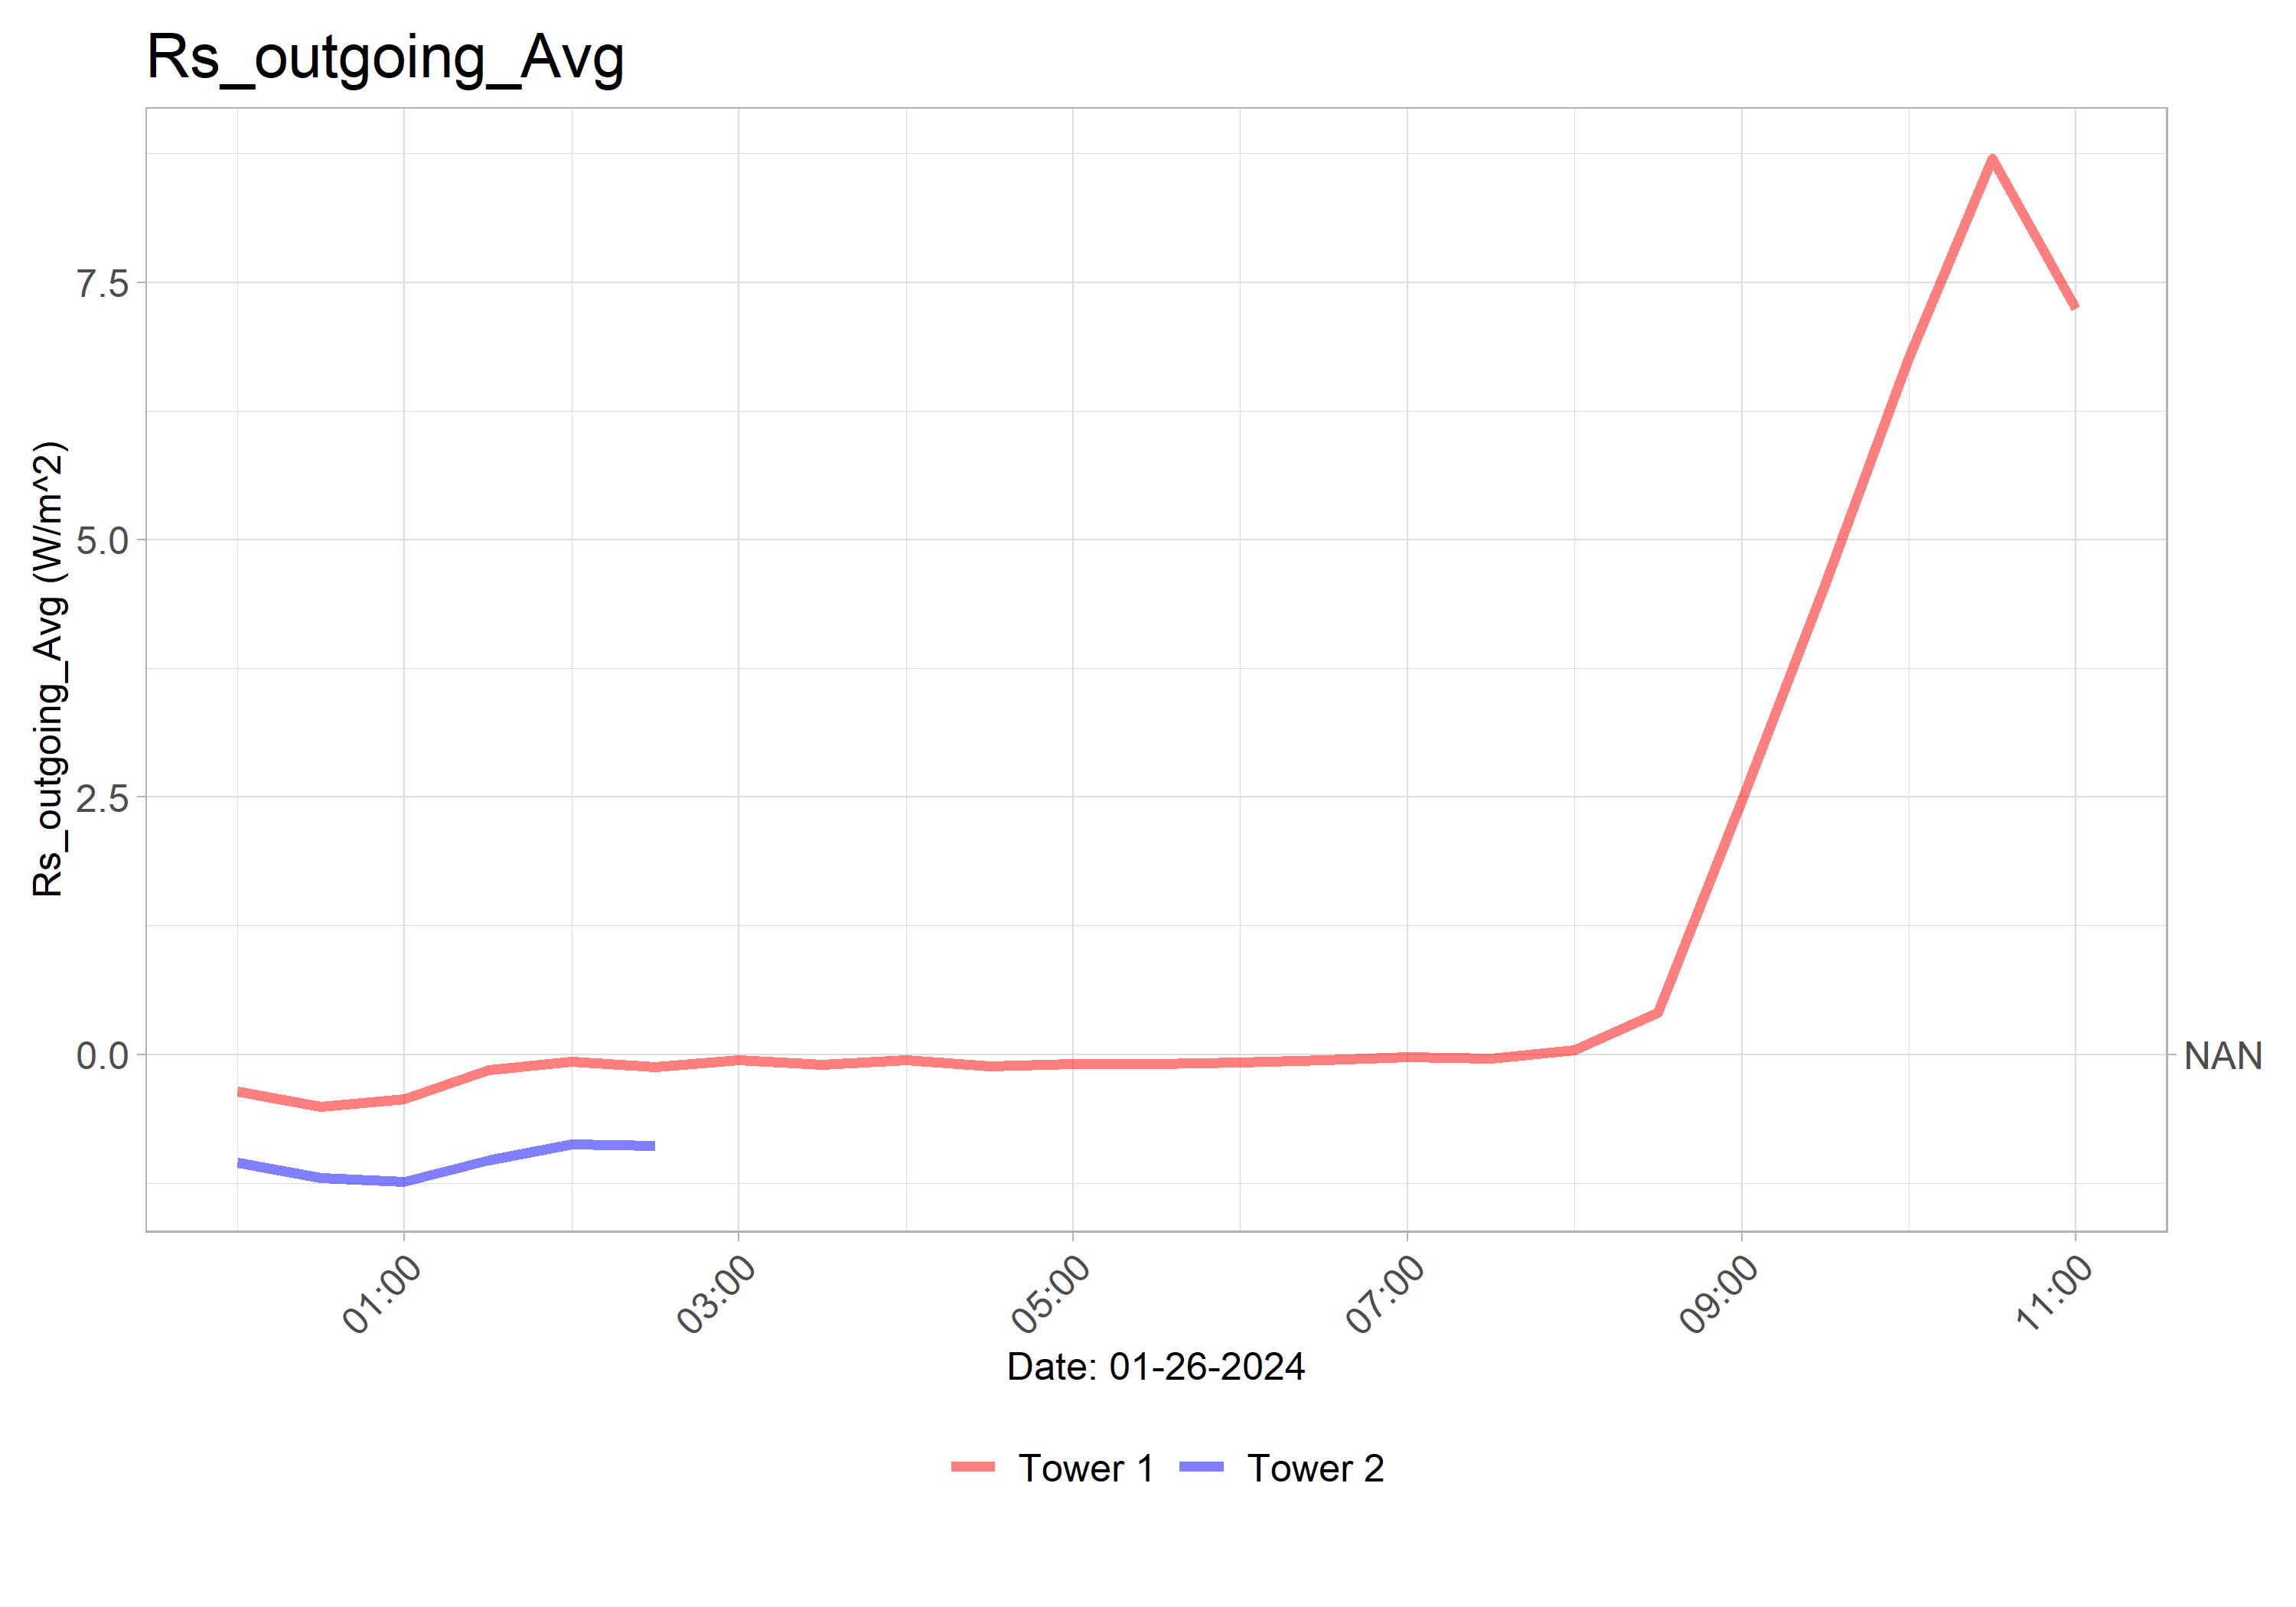 Rs_outgoing_Avg
Rs_outgoing_Avg (W/m^2)
7.5
5.0
2.5
0.0
NAN
01:00
03:00
05:00
07:00
09:00
11:00
Date: 01-26-2024
Tower 1
Tower 2